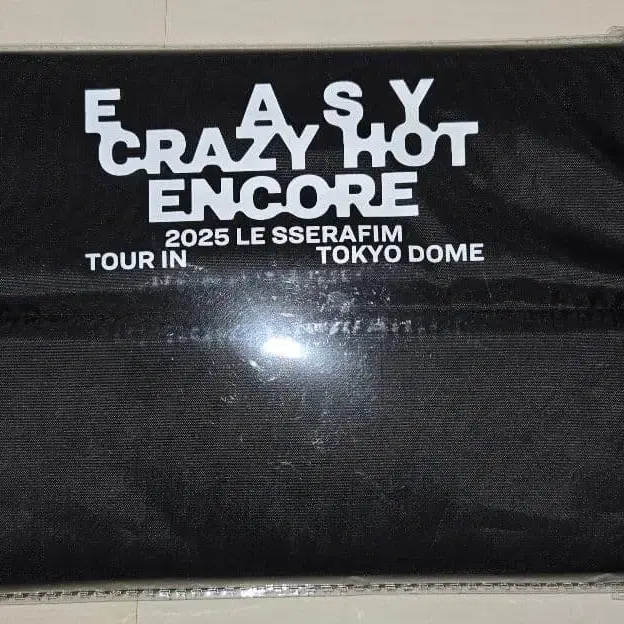 EASY
CRAZY HOT
ENCORE
2025 LE SSERAFIM
TOUR IN TOKYO DOME